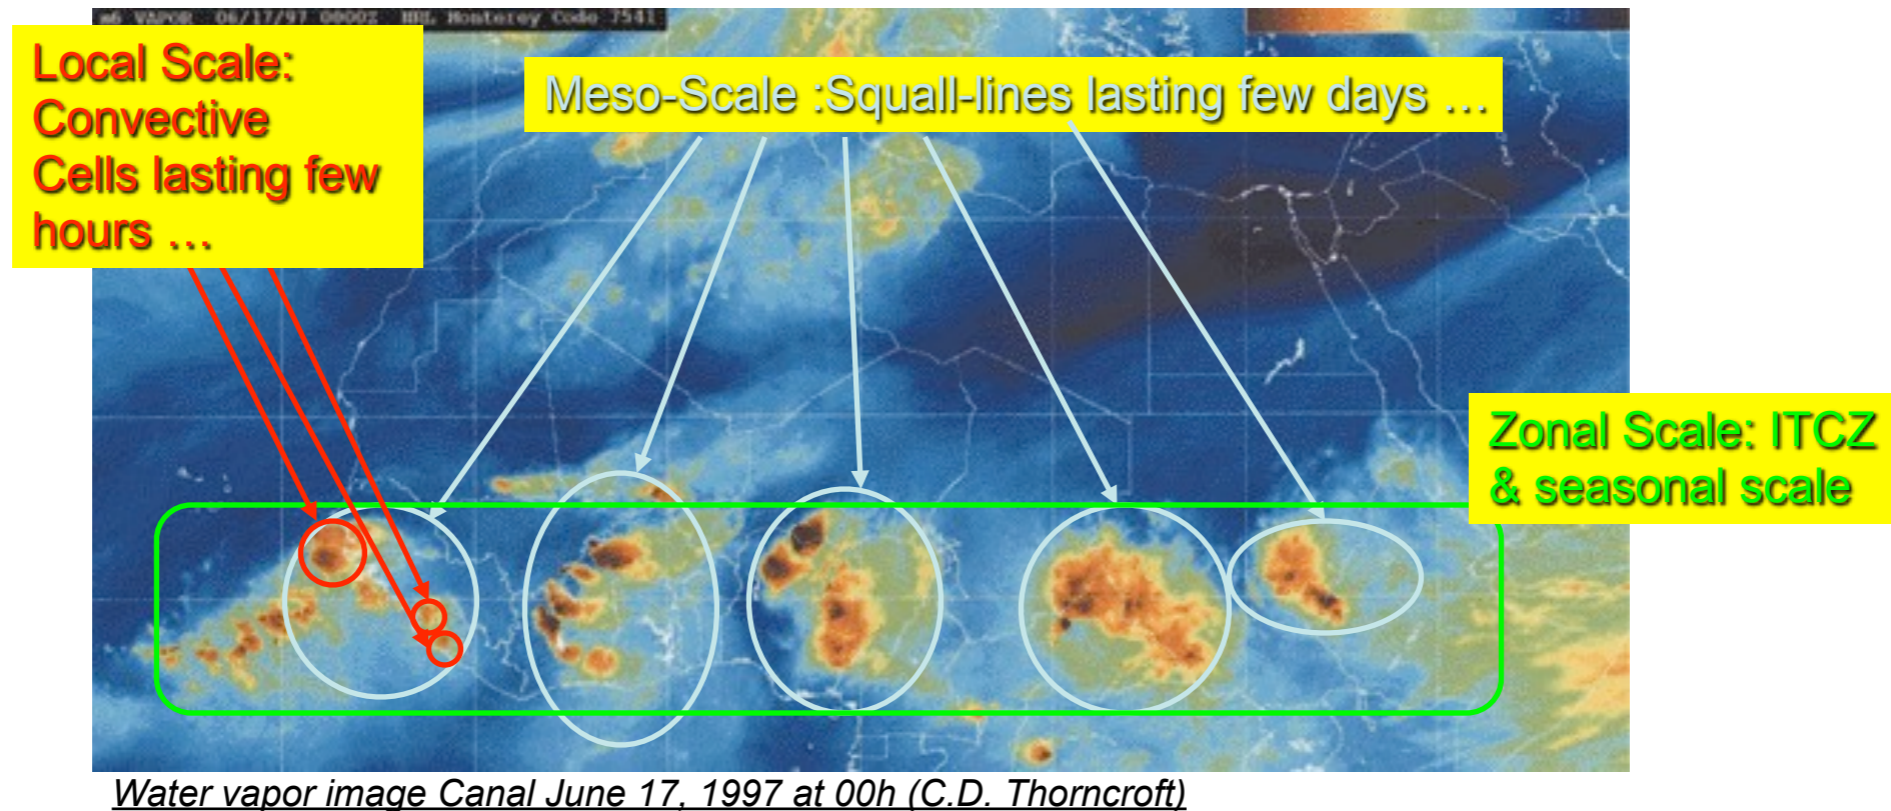 m6 VAPOR 06/17/97 0000Z NRL Monterey Code 7541
Local Scale:
Convective
Cells lasting few
hours …
Meso-Scale :Squall-lines lasting few days …
Zonal Scale: ITCZ
& seasonal scale
Water vapor image Canal June 17, 1997 at 00h (C.D. Thorncroft)